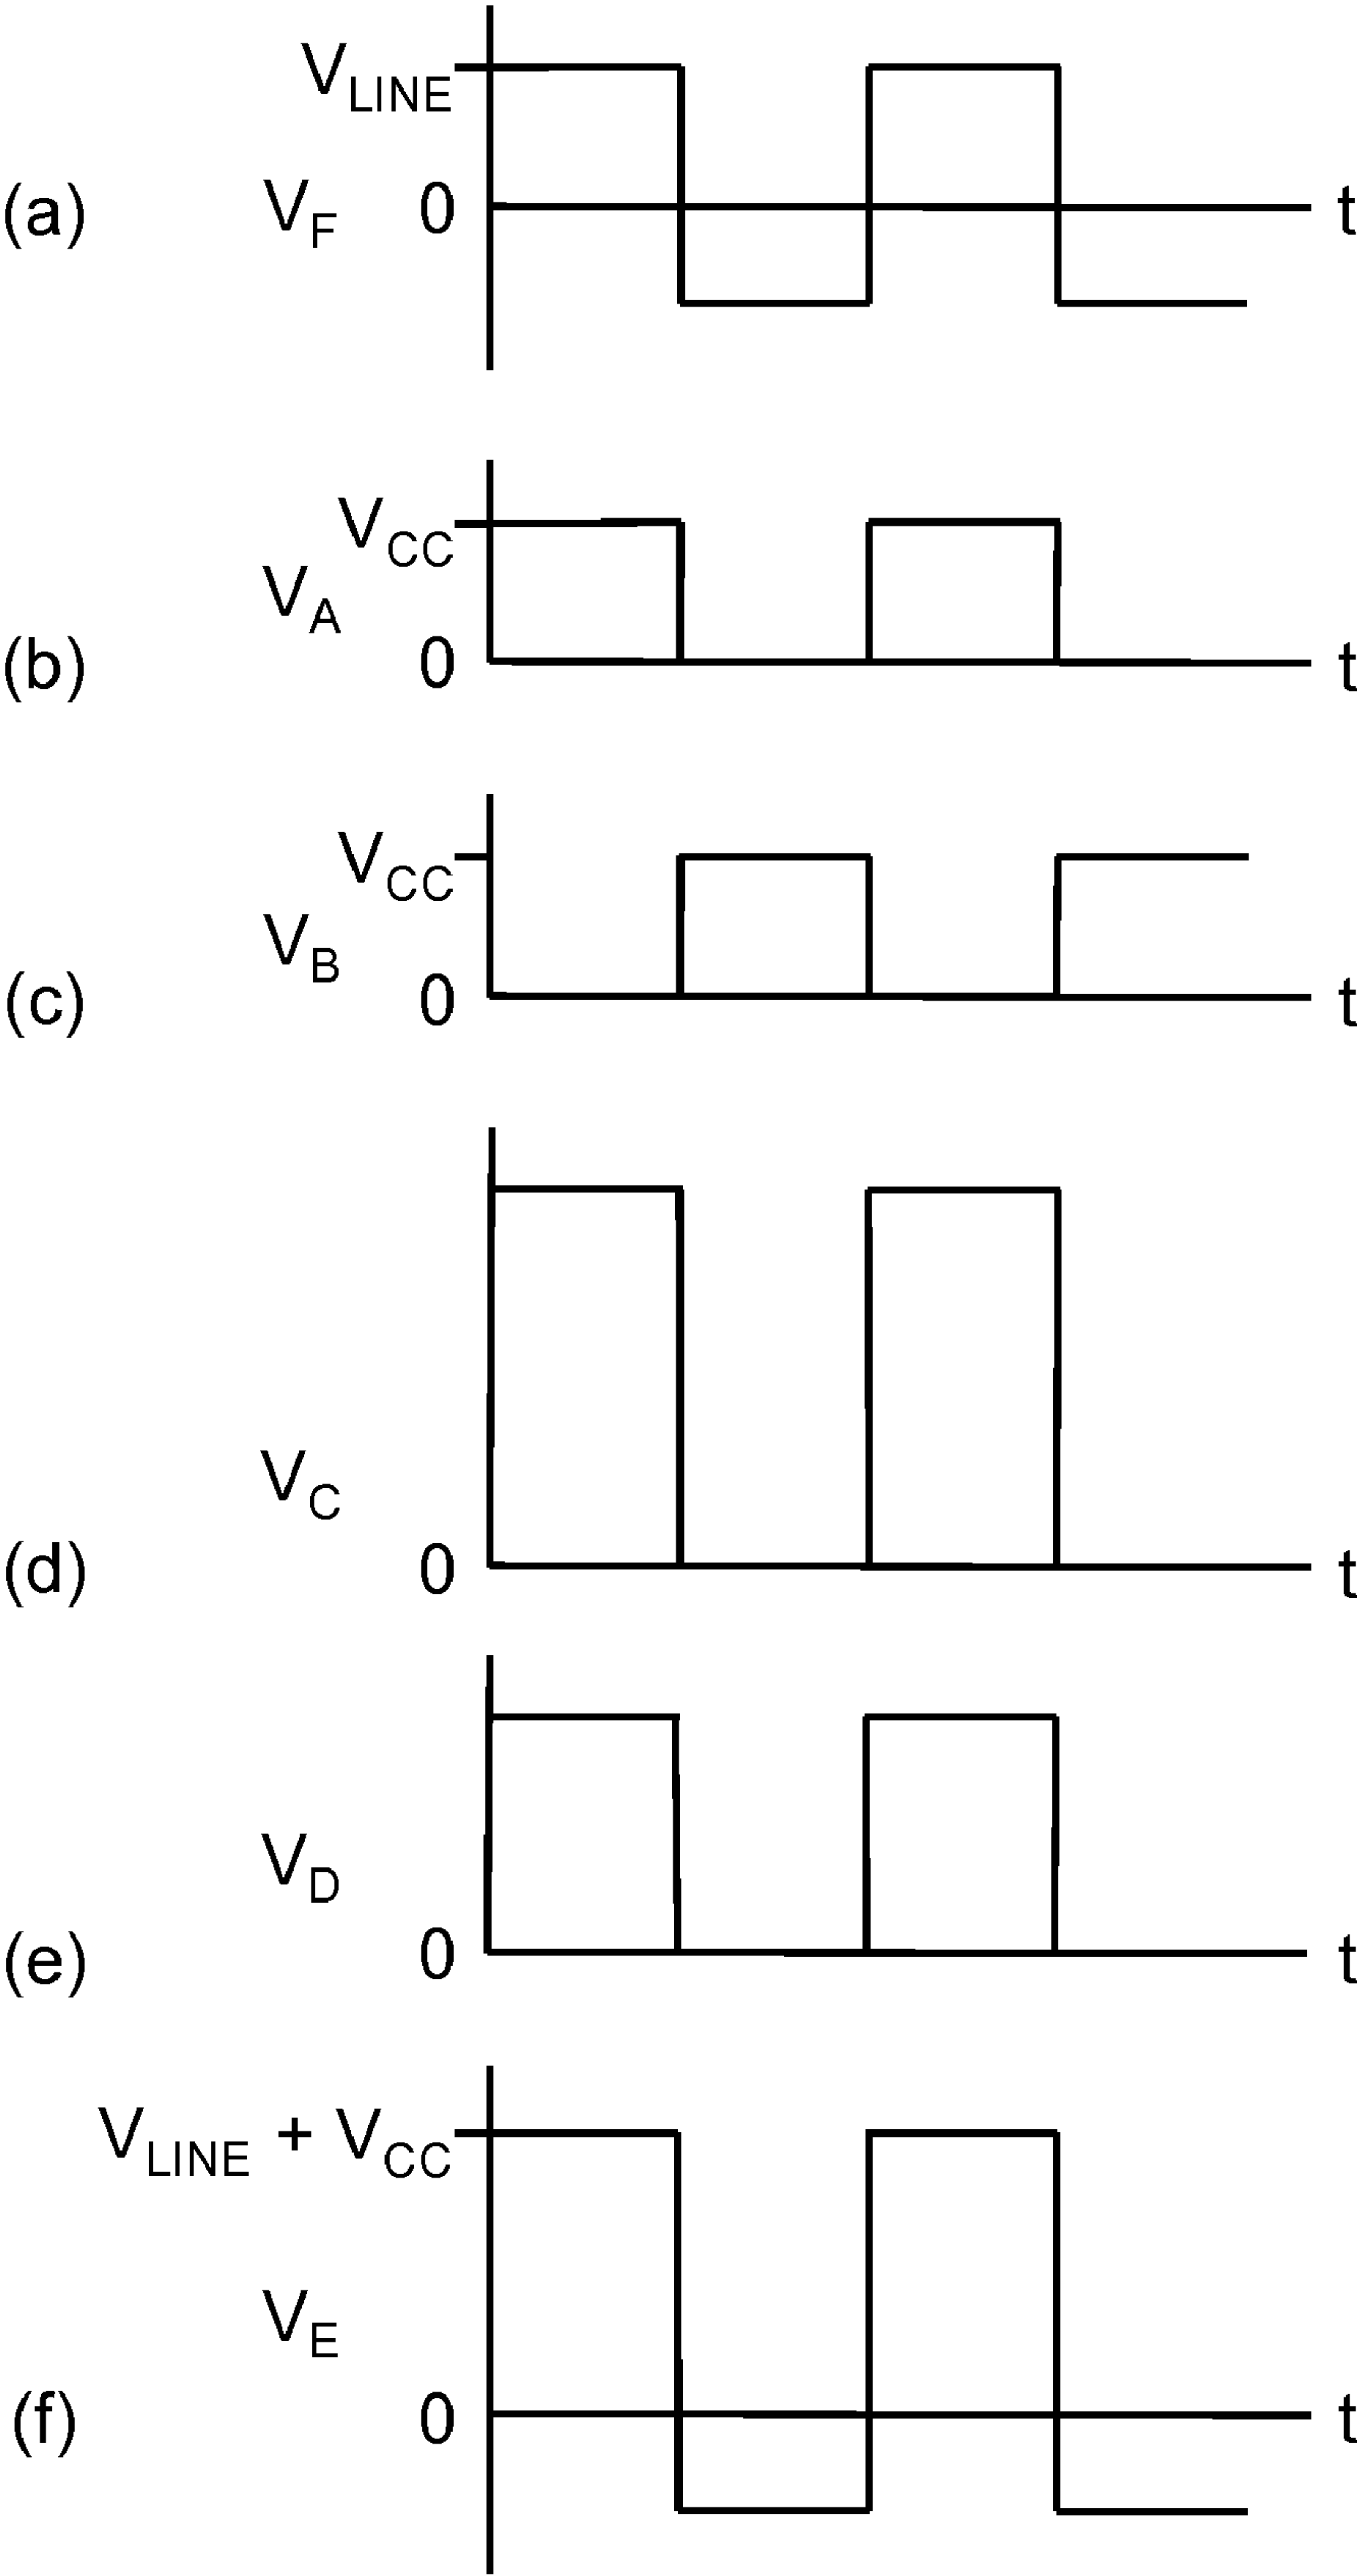 V_LINE
(a) V_F 0 t
V_CC
V_A
(b) 0 t
V_CC
V_B
(c) 0 t
V_C
(d) 0 t
V_D
(e) 0 t
V_LINE + V_CC
V_E
(f) 0 t